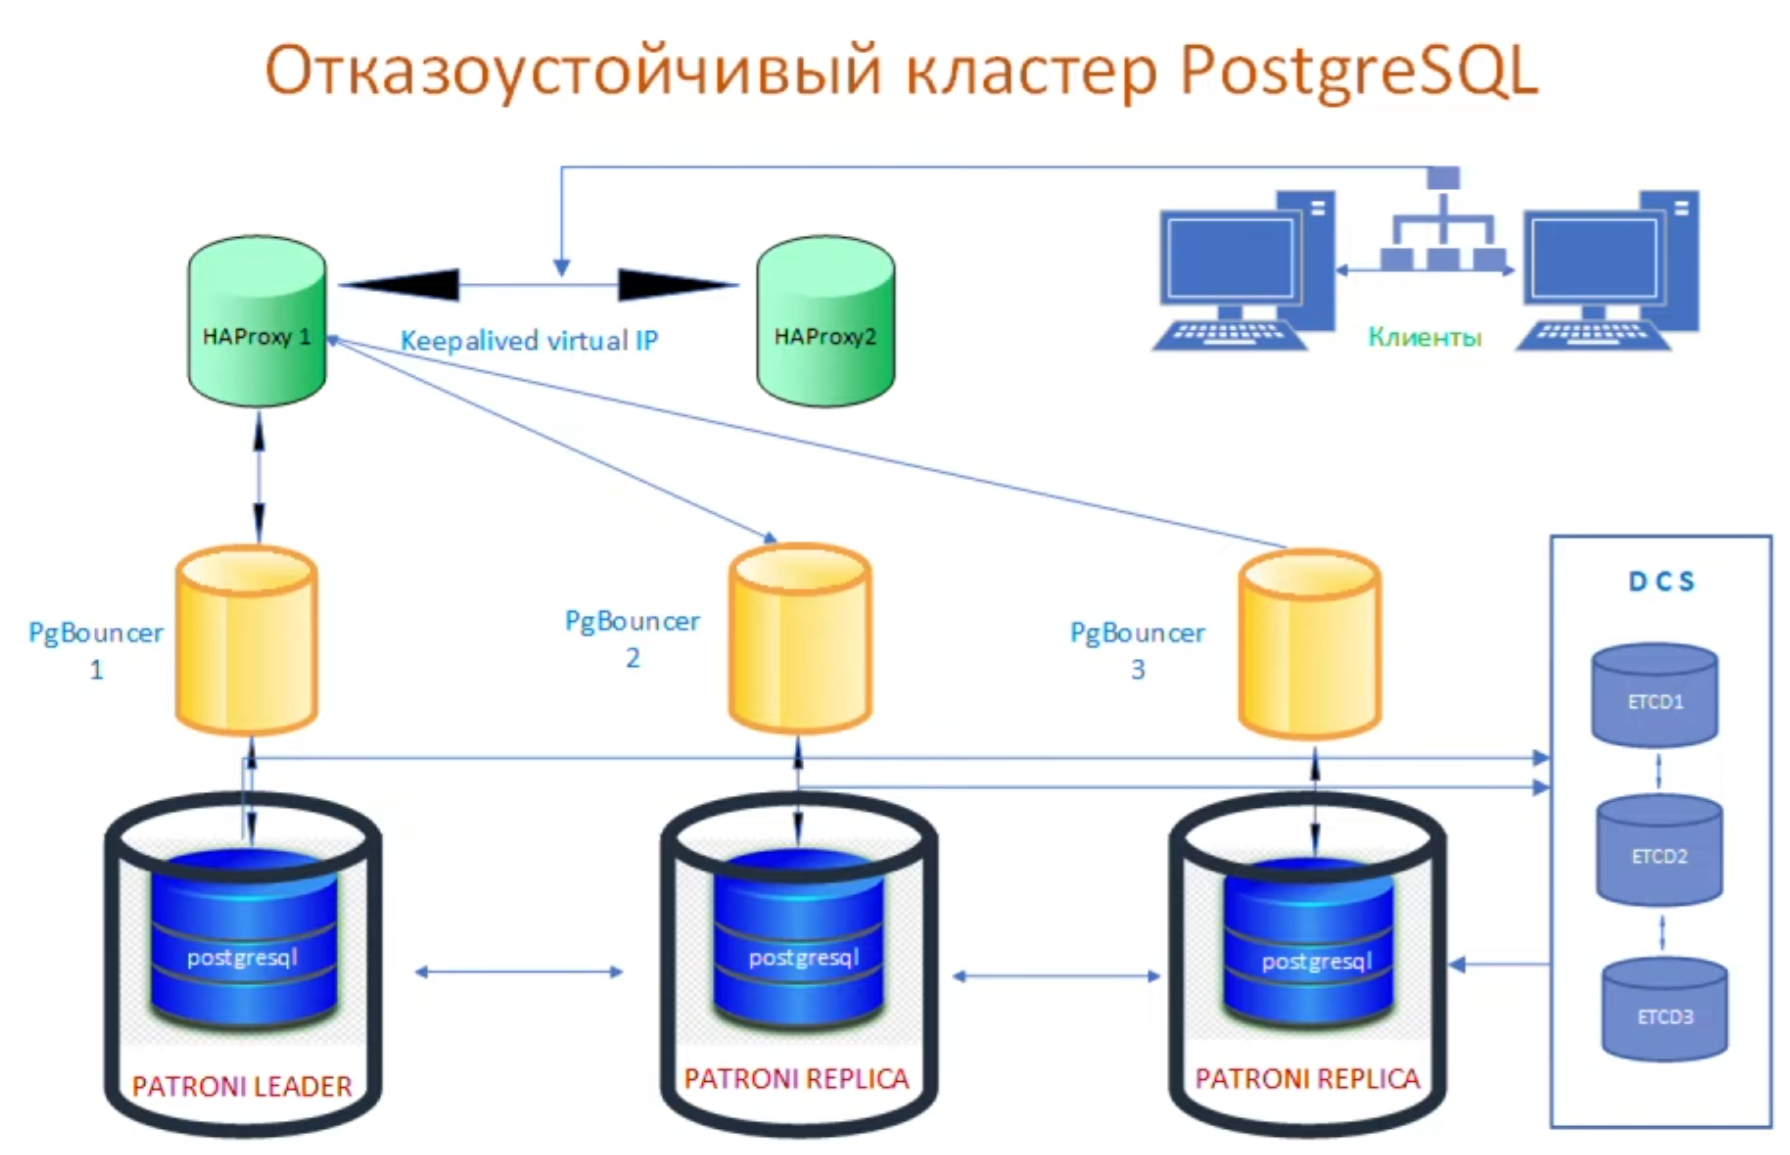 Отказоустойчивый кластер PostgreSQL
HAProxy 1
Keepalived virtual IP
HAProxy2
Клиенты
PgBouncer
1
PgBouncer
2
PgBouncer
3
DCS
ETCD1
ETCD2
ETCD3
postgresql
postgresql
postgresql
PATRONI LEADER
PATRONI REPLICA
PATRONI REPLICA